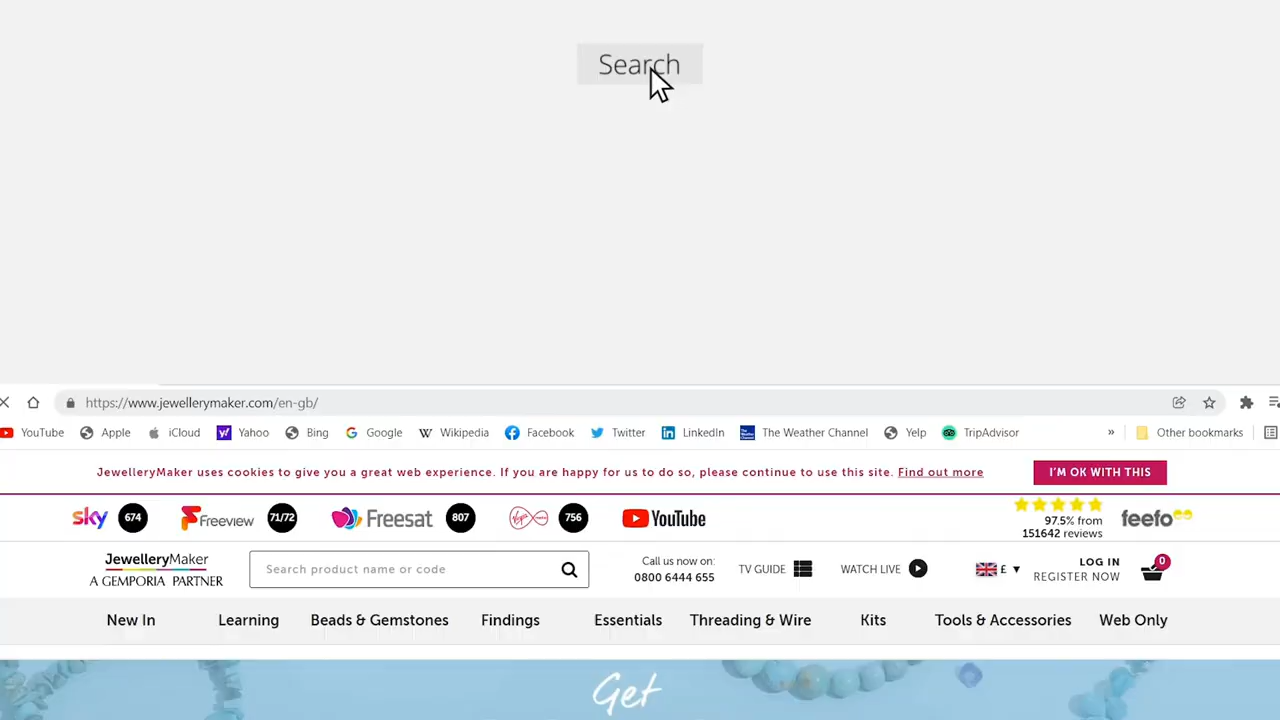 Search
https://www.jewellerymaker.com/en-gb/
YouTube Apple iCloud Yahoo Bing Google Wikipedia Facebook Twitter LinkedIn The Weather Channel Yelp TripAdvisor » Other bookmarks
JewelleryMaker uses cookies to give you a great web experience. If you are happy for us to do so, please continue to use this site. Find out more I'M OK WITH THIS
sky 674 Freeview 71/72 Freesat 807 Virgin media 756 YouTube
97.5% from
151642 reviews
feefo
JewelleryMaker
A GEMPORIA PARTNER
Search product name or code
Call us now on:
0800 6444 655
TV GUIDE
WATCH LIVE
£
LOG IN
REGISTER NOW
0
New In Learning Beads & Gemstones Findings Essentials Threading & Wire Kits Tools & Accessories Web Only
Get